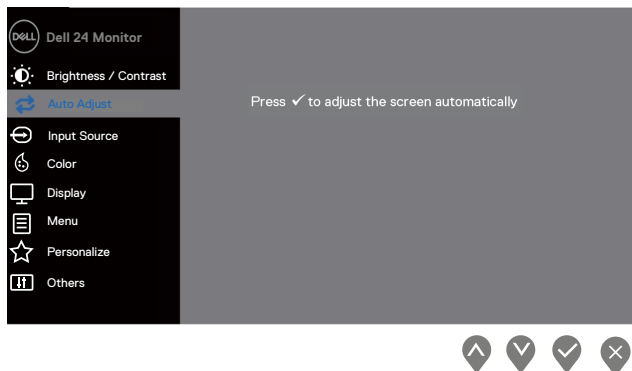 DELL
Dell 24 Monitor
Brightness / Contrast
Auto Adjust
Press ✓ to adjust the screen automatically
Input Source
Color
Display
Menu
Personalize
Others